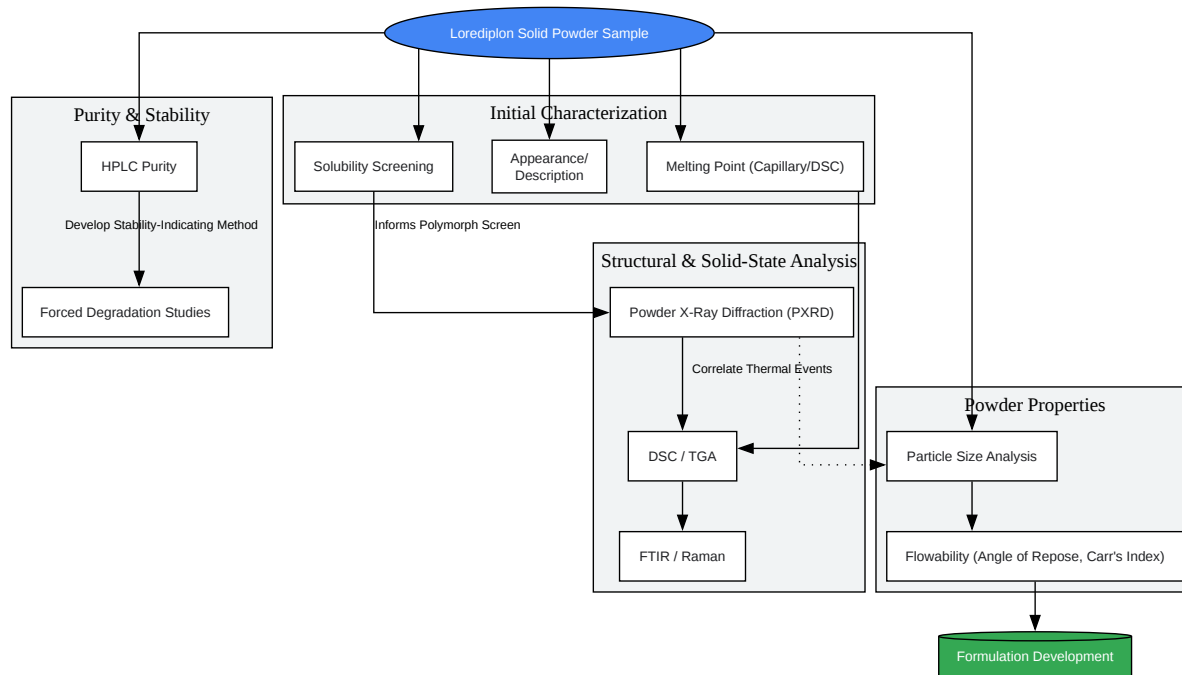 Lorediplon Solid Powder Sample
Purity & Stability
Initial Characterization
HPLC Purity
Solubility Screening
Appearance/
Description
Melting Point (Capillary/DSC)
Develop Stability-Indicating Method
Informs Polymorph Screen
Structural & Solid-State Analysis
Forced Degradation Studies
Powder X-Ray Diffraction (PXRD)
Correlate Thermal Events
Powder Properties
DSC / TGA
Particle Size Analysis
FTIR / Raman
Flowability (Angle of Repose, Carr's Index)
Formulation Development